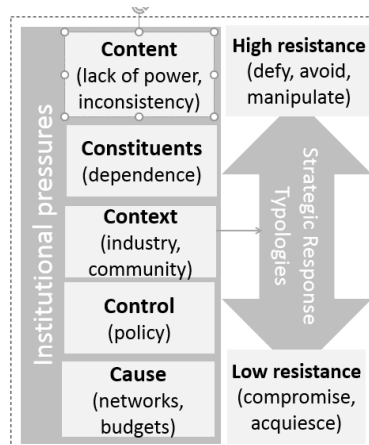 Institutional pressures
Content
(lack of power,
inconsistency)
Constituents
(dependence)
Context
(industry,
community)
Control
(policy)
Cause
(networks,
budgets)
High resistance
(defy, avoid,
manipulate)
Strategic Response
Typologies
Low resistance
(compromise,
acquiesce)